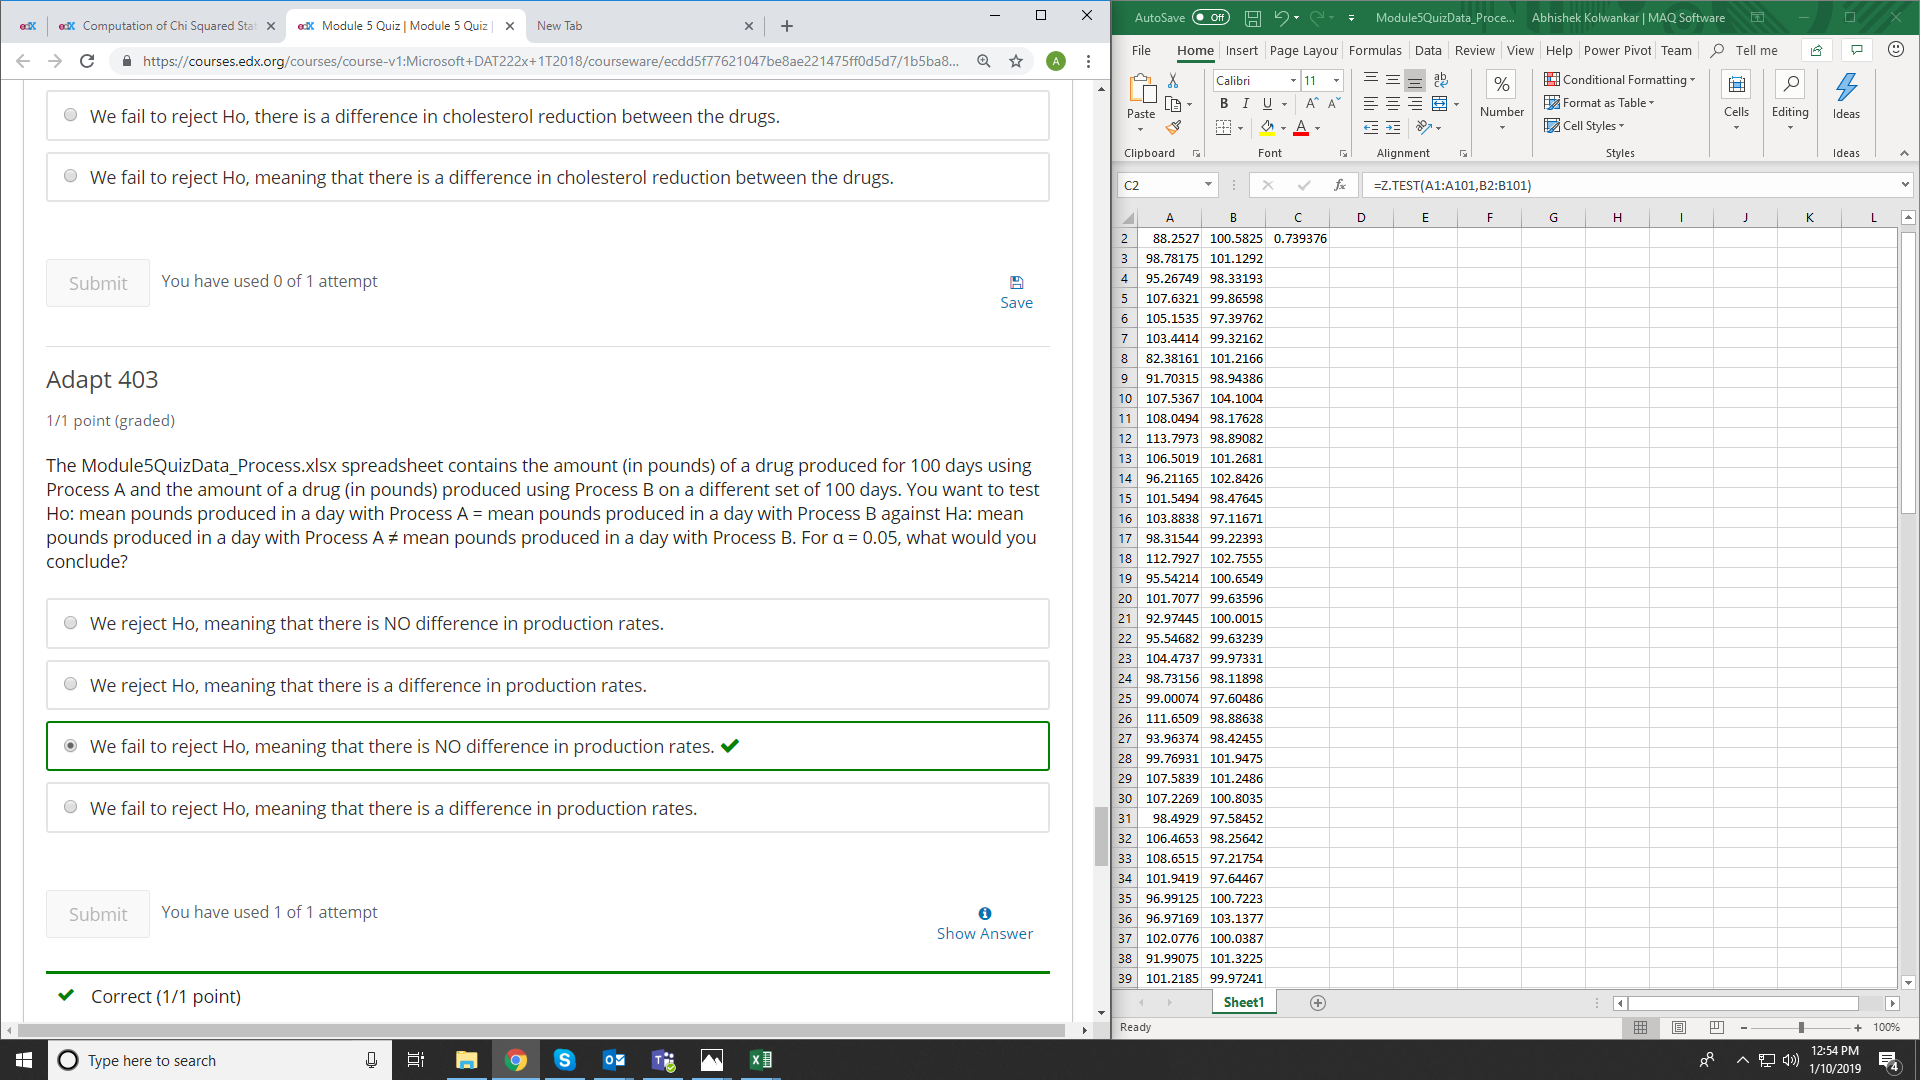 edX
edX Computation of Chi Squared Stat
edX Module 5 Quiz | Module 5 Quiz |
New Tab
https://courses.edx.org/courses/course-v1:Microsoft+DAT222x+1T2018/courseware/ecdd5f77621047be8ae221475ff0d5d7/1b5ba8...
A
We fail to reject Ho, there is a difference in cholesterol reduction between the drugs.
We fail to reject Ho, meaning that there is a difference in cholesterol reduction between the drugs.
Submit You have used 0 of 1 attempt
Save
Adapt 403
1/1 point (graded)
The Module5QuizData_Process.xlsx spreadsheet contains the amount (in pounds) of a drug produced for 100 days using
Process A and the amount of a drug (in pounds) produced using Process B on a different set of 100 days. You want to test
Ho: mean pounds produced in a day with Process A = mean pounds produced in a day with Process B against Ha: mean
pounds produced in a day with Process A ≠ mean pounds produced in a day with Process B. For α = 0.05, what would you
conclude?
We reject Ho, meaning that there is NO difference in production rates.
We reject Ho, meaning that there is a difference in production rates.
We fail to reject Ho, meaning that there is NO difference in production rates.
We fail to reject Ho, meaning that there is a difference in production rates.
Submit You have used 1 of 1 attempt
Show Answer
Correct (1/1 point)
AutoSave Off Module5QuizData_Proce... Abhishek Kolwankar | MAQ Software
File Home Insert Page Layou Formulas Data Review View Help Power Pivot Team Tell me
Paste
Clipboard
Calibri 11
B I U A A A
Font
ab
Alignment
%
Number
Conditional Formatting
Format as Table
Cell Styles
Styles
Cells
Editing
Ideas
Ideas
C2 fx =Z.TEST(A1:A101,B2:B101)
A B C D E F G H I J K L
2 88.2527 100.5825 0.739376
3 98.78175 101.1292
4 95.26749 98.33193
5 107.6321 99.86598
6 105.1535 97.39762
7 103.4414 99.32162
8 82.38161 101.2166
9 91.70315 98.94386
10 107.5367 104.1004
11 108.0494 98.17628
12 113.7973 98.89082
13 106.5019 101.2681
14 96.21165 102.8426
15 101.5494 98.47645
16 103.8838 97.11671
17 98.31544 99.22393
18 112.7927 102.7555
19 95.54214 100.6549
20 101.7077 99.63596
21 92.97445 100.0015
22 95.54682 99.63239
23 104.4737 99.97331
24 98.73156 98.11898
25 99.00074 97.60486
26 111.6509 98.88638
27 93.96374 98.42455
28 99.76931 101.9475
29 107.5839 101.2486
30 107.2269 100.8035
31 98.4929 97.58452
32 106.4653 98.25642
33 108.6515 97.21754
34 101.9419 97.64467
35 96.99125 100.7223
36 96.97169 103.1377
37 102.0776 100.0387
38 91.99075 101.3225
39 101.2185 99.97241
Sheet1
Ready 100%
Type here to search
12:54 PM
1/10/2019
4